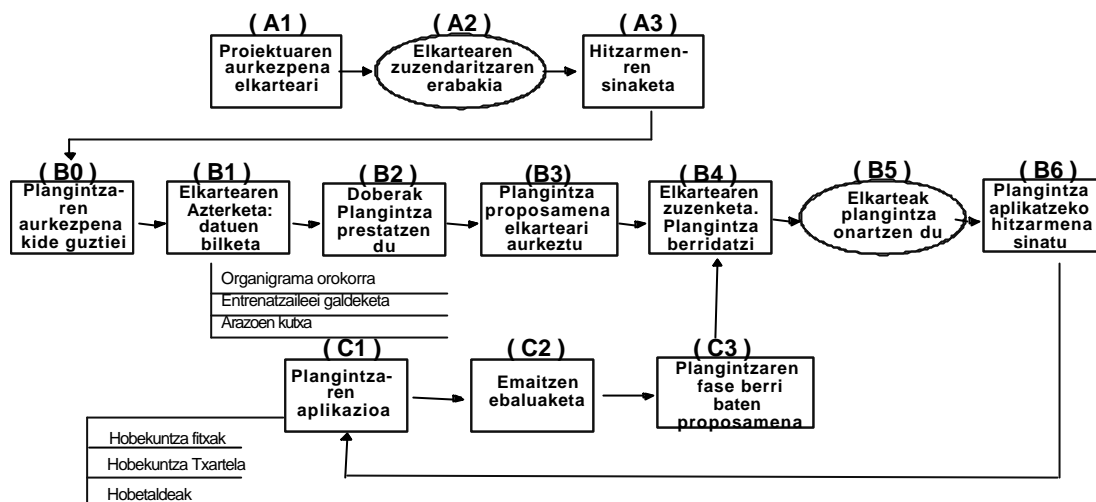 ( A1 )
Proiektuaren
aurkezpena
elkarteari
( A2 )
Elkartearen
zuzendaritzaren
erabakia
( A3 )
Hitzarmen-
ren
sinaketa
( B0 )
Plangintza-
ren
aurkezpena
kide guztiei
( B1 )
Elkartearen
Azterketa:
datuen
bilketa
( B2 )
Doberak
Plangintza
prestatzen
du
( B3 )
Plangintza
proposamena
elkarteari
aurkeztu
( B4 )
Elkartearen
zuzenketa.
Plangintza
berridatzi
( B5 )
Elkarteak
plangintza
onartzen du
( B6 )
Plangintza
aplikatzeko
hitzarmena
sinatu
Organigrama orokorra
Entrenatzaileei galdeketa
Arazoen kutxa
( C1 )
Plangintza-
ren
aplikazioa
( C2 )
Emaitzen
ebaluaketa
( C3 )
Plangintzaren
fase berri
baten
proposamena
Hobekuntza fitxak
Hobekuntza Txartela
Hobetaldeak